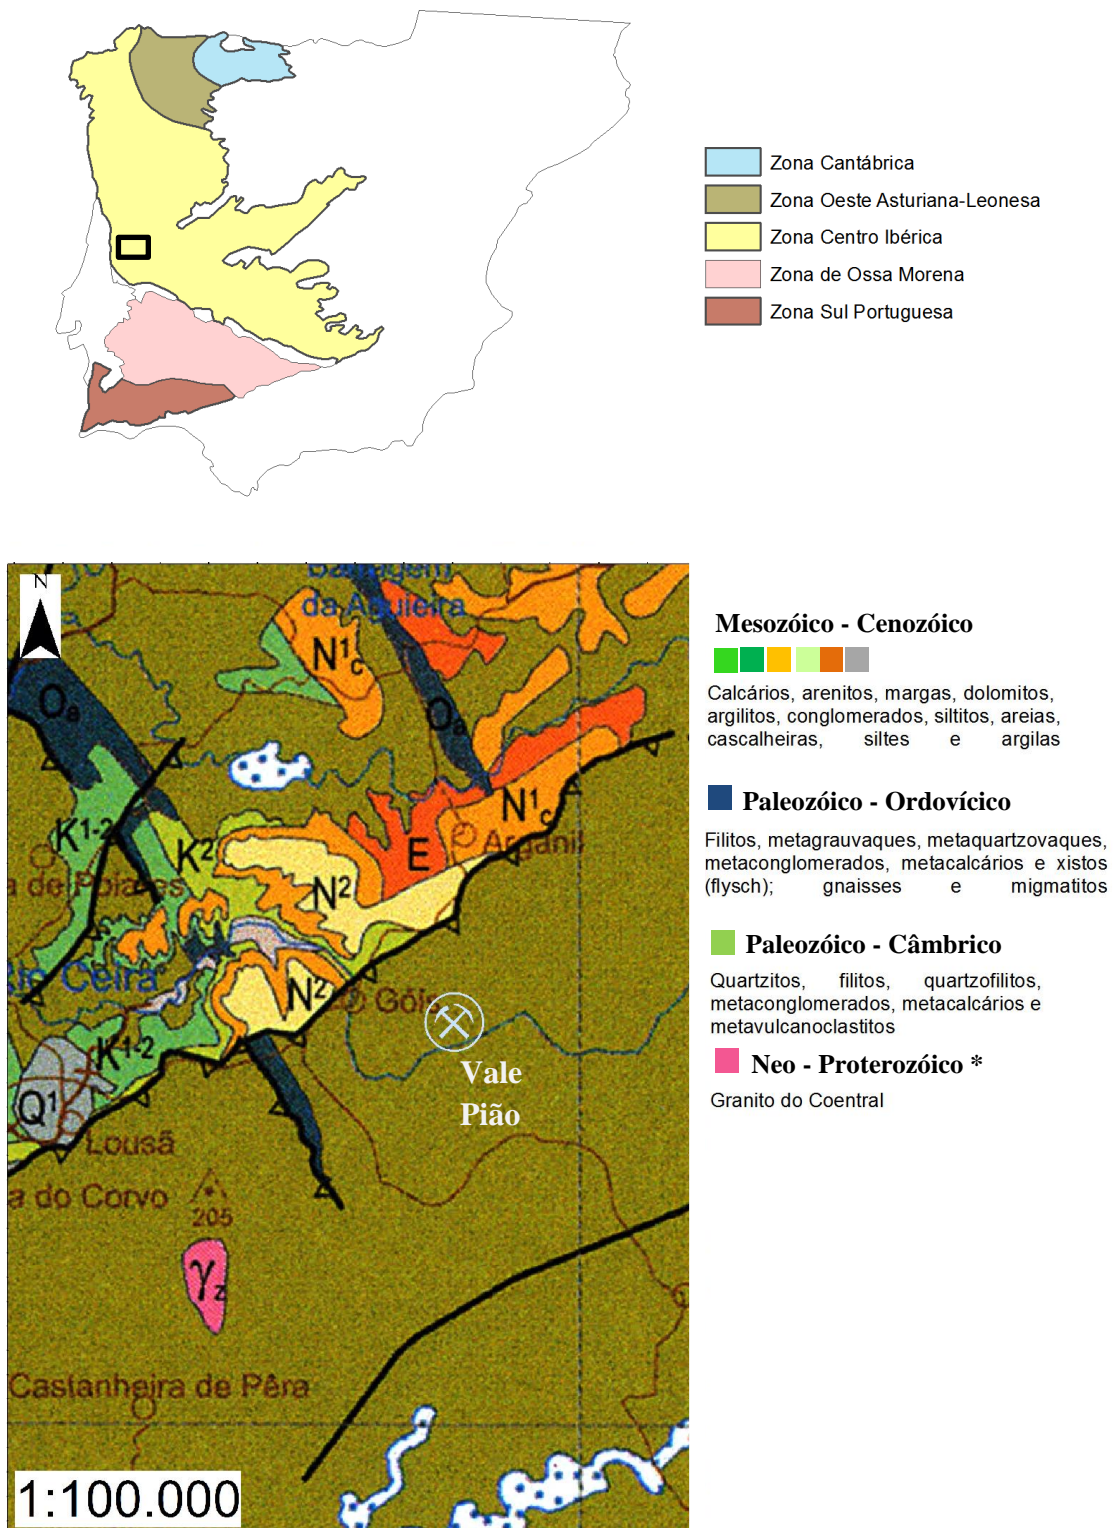 Zona Cantábrica
Zona Oeste Asturiana-Leonesa
Zona Centro Ibérica
Zona de Ossa Morena
Zona Sul Portuguesa
N
Barragem
da Aguieira
N¹c
Oa
Oa
K¹⁻²
K²
N¹c
Arganil
E
a de Poiares
N²
Rio Ceira
N²
Góis
K¹⁻²
Vale
Pião
Q¹
Lousã
a do Corvo
205
γz
Castanheira de Pêra
1:100.000
Mesozóico - Cenozóico
Calcários, arenitos, margas, dolomitos,
argilitos, conglomerados, siltitos, areias,
cascalheiras, siltes e argilas
Paleozóico - Ordovícico
Filitos, metagrauvaques, metaquartzovaques,
metaconglomerados, metacalcários e xistos
(flysch); gnaisses e migmatitos
Paleozóico - Câmbrico
Quartzitos, filitos, quartzofilitos,
metaconglomerados, metacalcários e
metavulcanoclastitos
Neo - Proterozóico *
Granito do Coentral